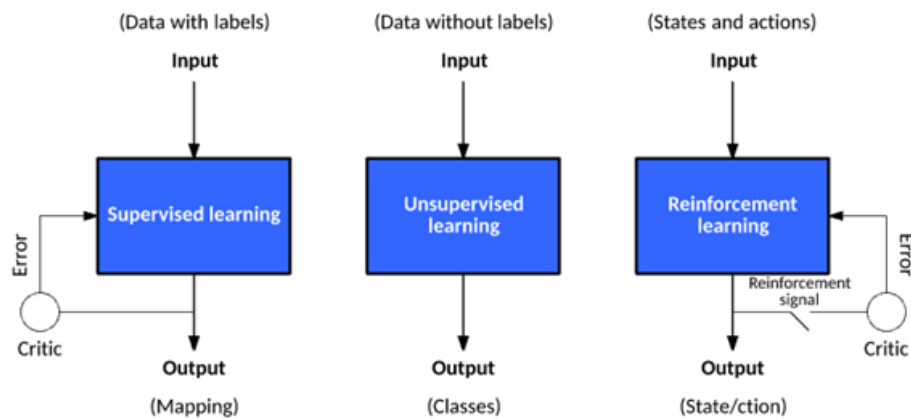 (Data with labels)
Input
Supervised learning
Error
Critic
Output
(Mapping)
(Data without labels)
Input
Unsupervised
learning
Output
(Classes)
(States and actions)
Input
Reinforcement
learning
Error
Reinforcement
signal
Critic
Output
(State/ction)